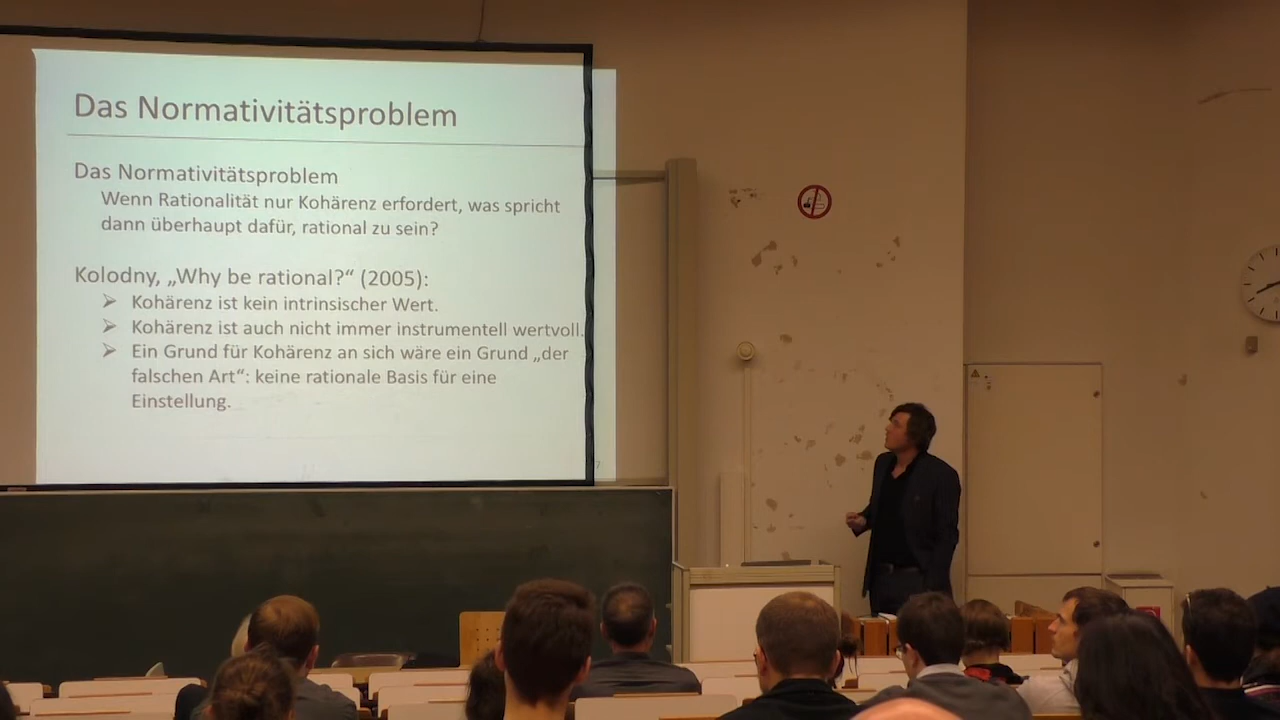 Das Normativitätsproblem
Das Normativitätsproblem
Wenn Rationalität nur Kohärenz erfordert, was spricht
dann überhaupt dafür, rational zu sein?
Kolodny, „Why be rational?“ (2005):
Kohärenz ist kein intrinsischer Wert.
Kohärenz ist auch nicht immer instrumentell wertvoll.
Ein Grund für Kohärenz an sich wäre ein Grund „der
falschen Art“: keine rationale Basis für eine
Einstellung.
7